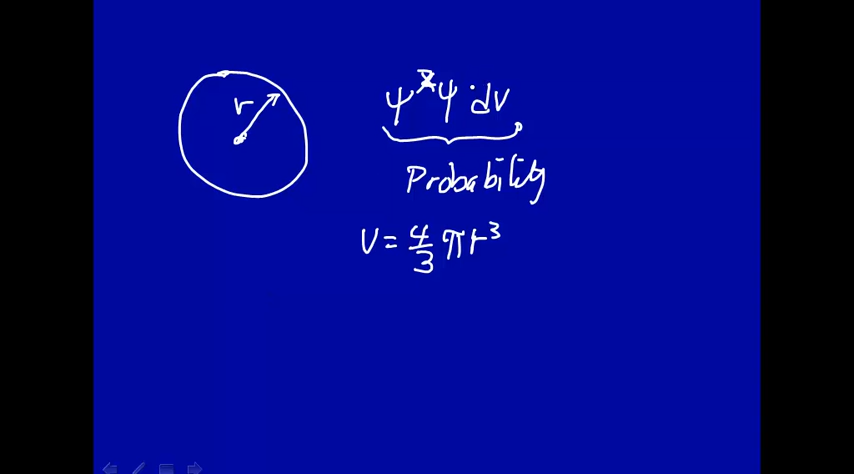 r
ψ*ψ dv
Probability
V = 4/3 πr³